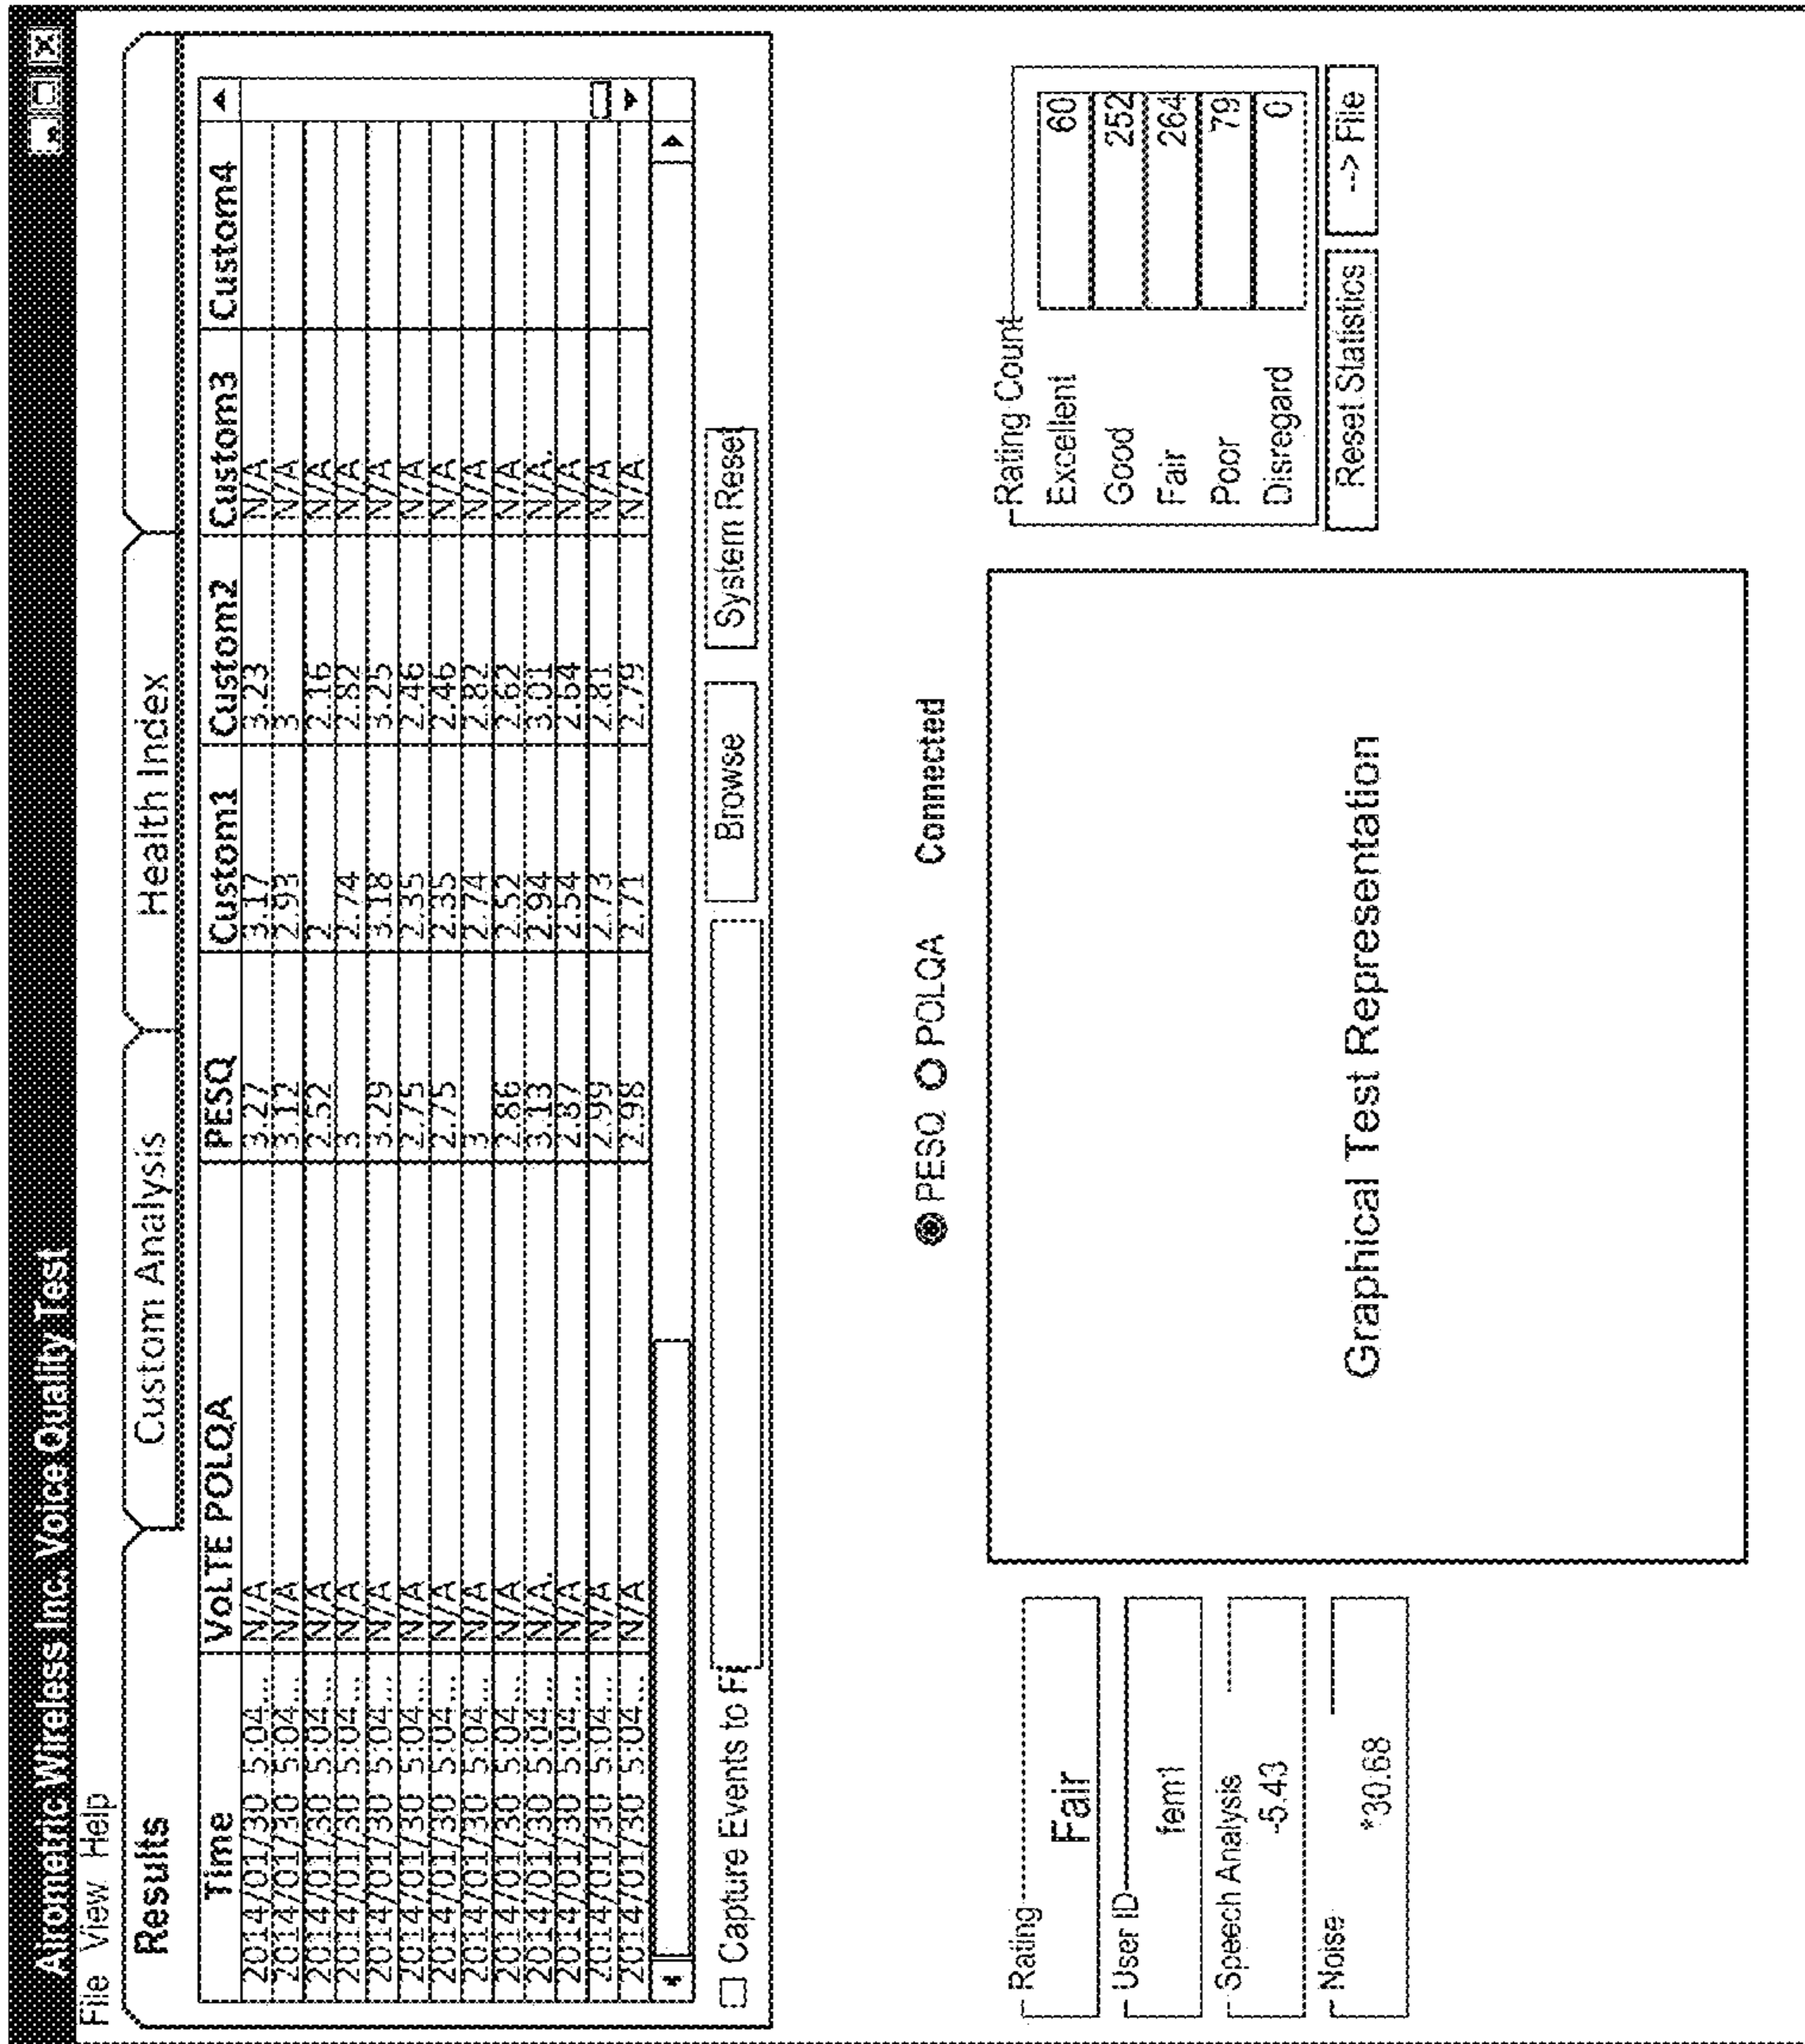 Airometric Wireless Inc. Voice Quality Test
File View Help
Results Custom Analysis Health Index
Time VoLTE POLQA PESQ Custom1 Custom2 Custom3 Custom4
2014/01/30 5:04... N/A 3.27 3.17 3.23 N/A
2014/01/30 5:04... N/A 3.12 2.93 3 N/A
2014/01/30 5:04... N/A 2.52 2 2.16 N/A
2014/01/30 5:04... N/A 3 2.74 2.82 N/A
2014/01/30 5:04... N/A 3.29 3.18 3.25 N/A
2014/01/30 5:04... N/A 2.75 2.35 2.46 N/A
2014/01/30 5:04... N/A 2.75 2.35 2.46 N/A
2014/01/30 5:04... N/A 3 2.74 2.82 N/A
2014/01/30 5:04... N/A 2.86 2.52 2.62 N/A
2014/01/30 5:04... N/A 3.13 2.94 3.01 N/A
2014/01/30 5:04... N/A 2.87 2.54 2.64 N/A
2014/01/30 5:04... N/A 2.99 2.73 2.81 N/A
2014/01/30 5:04... N/A 2.98 2.71 2.79 N/A
Capture Events to Fi Browse System Reset
PESQ POLQA Connected
Rating
Fair
User ID
fem1
Speech Analysis
-5.43
Noise
*30.68
Graphical Test Representation
Rating Count
Excellent 60
Good 252
Fair 264
Poor 79
Disregard 0
Reset Statistics --> File